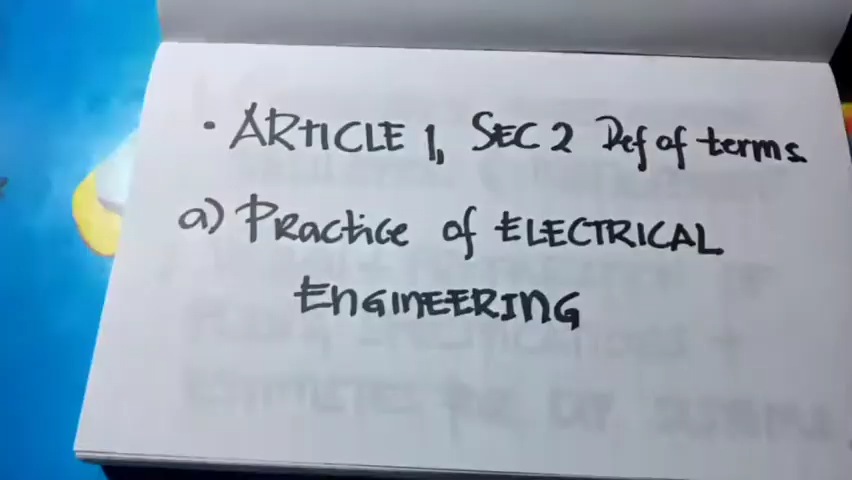 • ARTICLE 1, SEC 2 Def of terms.
a) Practice of ELECTRICAL
ENGINEERING